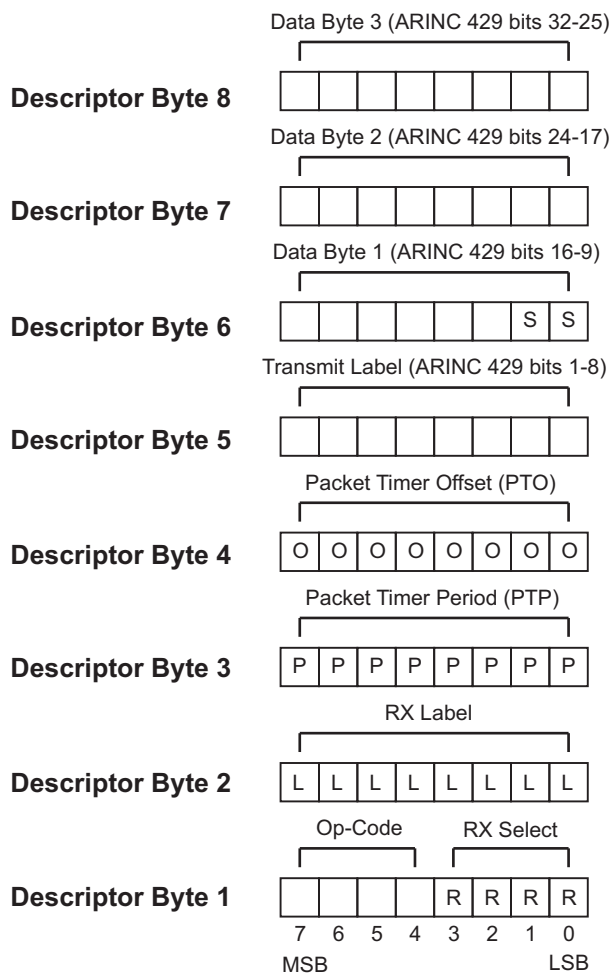 Data Byte 3 (ARINC 429 bits 32-25)
Descriptor Byte 8
Data Byte 2 (ARINC 429 bits 24-17)
Descriptor Byte 7
Data Byte 1 (ARINC 429 bits 16-9)
Descriptor Byte 6 S S
Transmit Label (ARINC 429 bits 1-8)
Descriptor Byte 5
Packet Timer Offset (PTO)
Descriptor Byte 4 O O O O O O O O
Packet Timer Period (PTP)
Descriptor Byte 3 P P P P P P P P
RX Label
Descriptor Byte 2 L L L L L L L L
Op-Code RX Select
Descriptor Byte 1 R R R R
7 6 5 4 3 2 1 0
MSB LSB